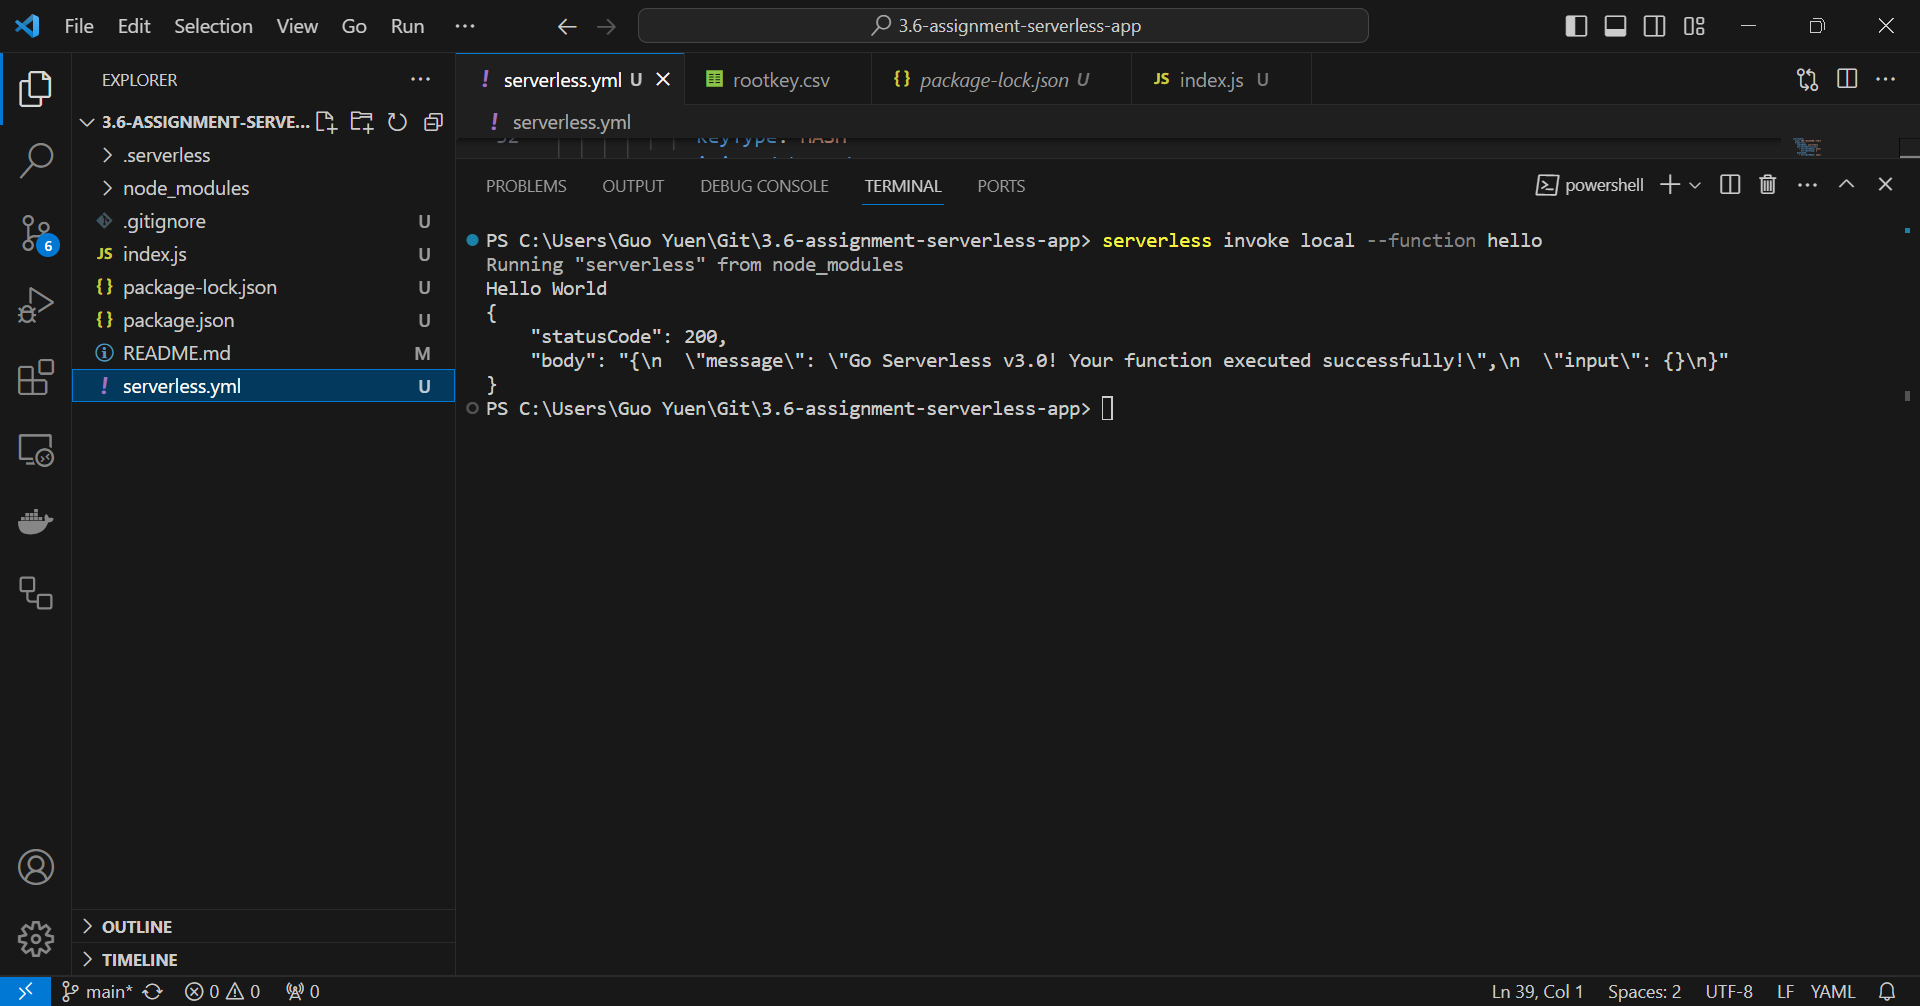 File Edit Selection View Go Run ···
3.6-assignment-serverless-app
EXPLORER
3.6-ASSIGNMENT-SERVE...
.serverless
node_modules
.gitignore U
JS index.js U
{} package-lock.json U
{} package.json U
README.md M
! serverless.yml U
OUTLINE
TIMELINE
! serverless.yml U
rootkey.csv
{} package-lock.json U
JS index.js U
! serverless.yml
32 KeyType: HASH
PROBLEMS OUTPUT DEBUG CONSOLE TERMINAL PORTS
powershell
PS C:\Users\Guo Yuen\Git\3.6-assignment-serverless-app> serverless invoke local --function hello
Running "serverless" from node_modules
Hello World
{
    "statusCode": 200,
    "body": "{\n  \"message\": \"Go Serverless v3.0! Your function executed successfully!\",\n  \"input\": {}\n}"
}
PS C:\Users\Guo Yuen\Git\3.6-assignment-serverless-app>
6
main* 0 0 0
Ln 39, Col 1 Spaces: 2 UTF-8 LF YAML